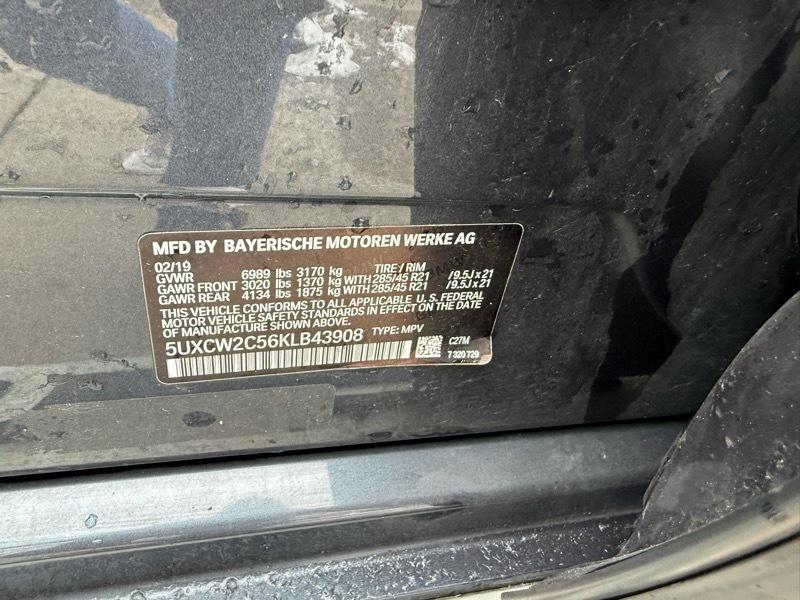 MFD BY BAYERISCHE MOTOREN WERKE AG
02/19 TIRE/RIM
GVWR 6989 lbs 3170 kg
GAWR FRONT 3020 lbs 1370 kg WITH 285/45 R21 /9.5J x 21
GAWR REAR 4134 lbs 1875 kg WITH 285/45 R21 /9.5J x 21
THIS VEHICLE CONFORMS TO ALL APPLICABLE U.S. FEDERAL
MOTOR VEHICLE SAFETY STANDARDS IN EFFECT ON THE DATE
OF MANUFACTURE SHOWN ABOVE.
5UXCW2C56KLB43908 TYPE: MPV
C27M
7 320 729